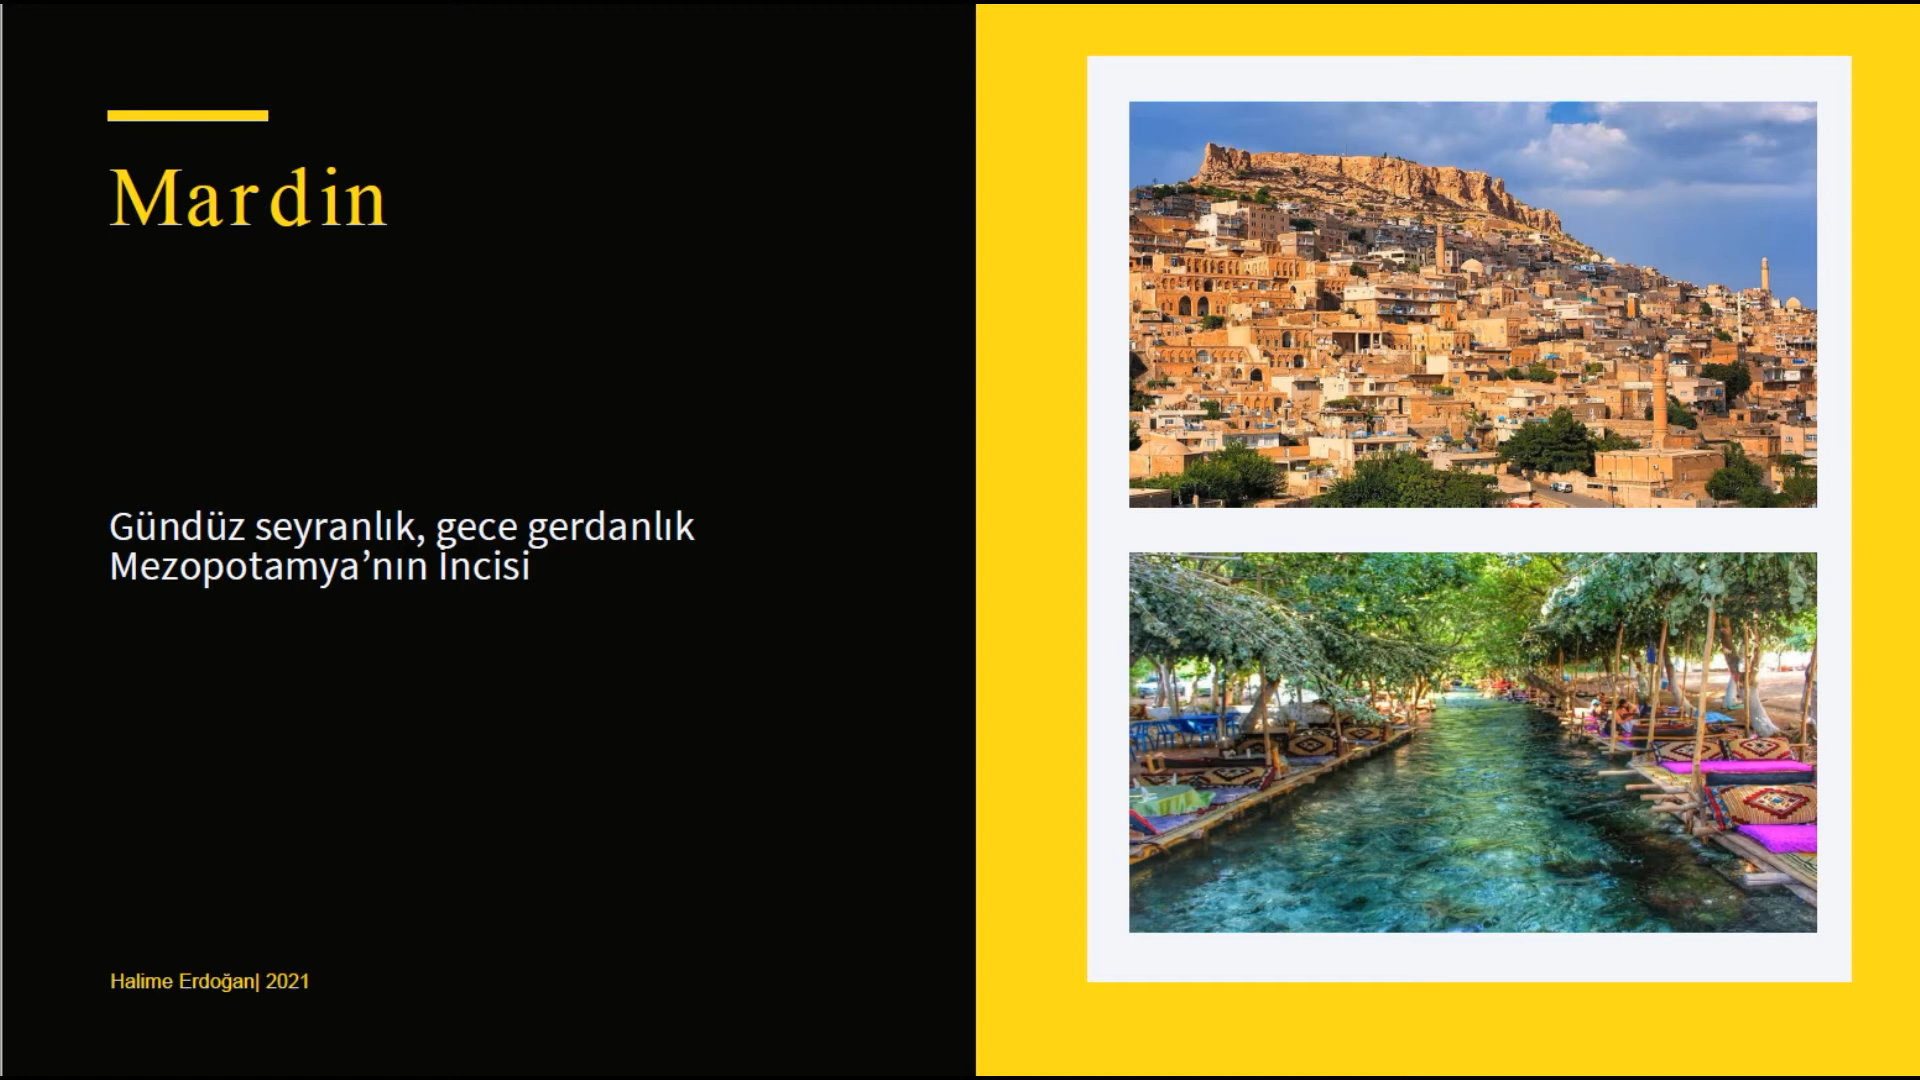 Mardin
Gündüz seyranlık, gece gerdanlık
Mezopotamya’nın İncisi
Halime Erdoğan| 2021